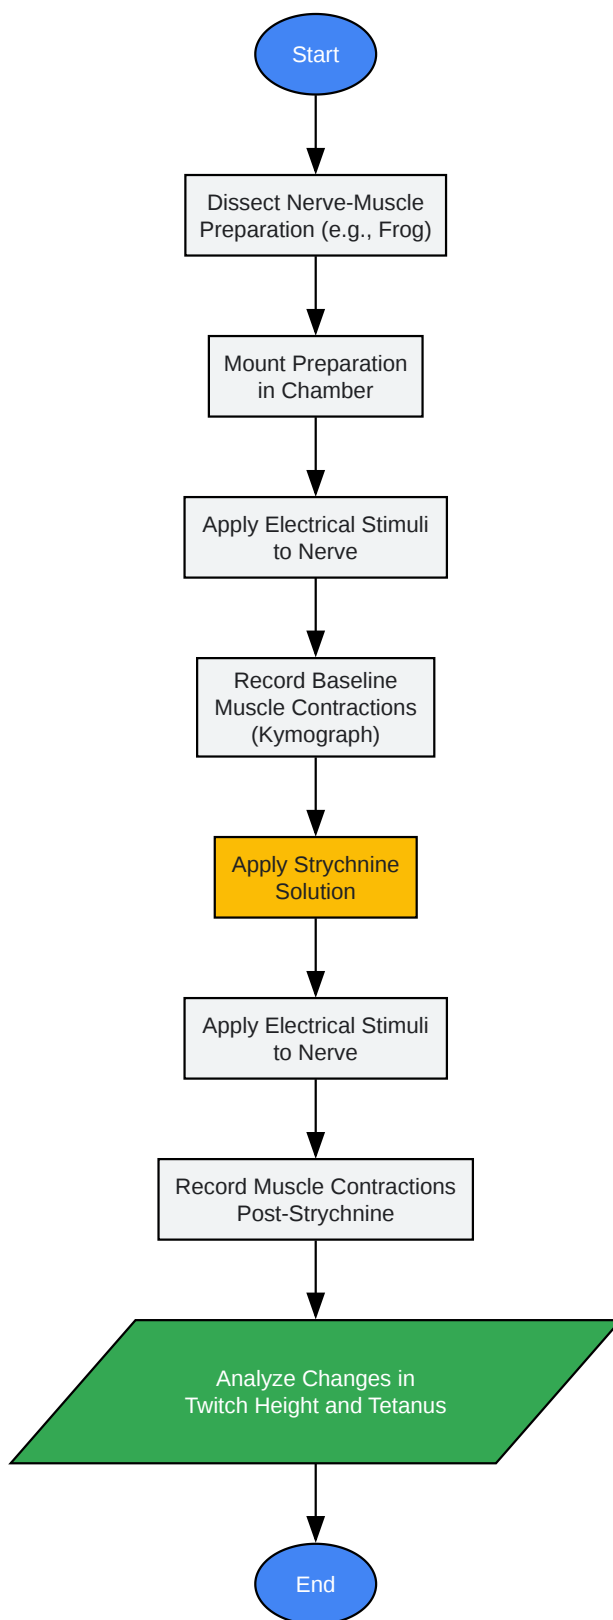 Start
Dissect Nerve-Muscle
Preparation (e.g., Frog)
Mount Preparation
in Chamber
Apply Electrical Stimuli
to Nerve
Record Baseline
Muscle Contractions
(Kymograph)
Apply Strychnine
Solution
Apply Electrical Stimuli
to Nerve
Record Muscle Contractions
Post-Strychnine
Analyze Changes in
Twitch Height and Tetanus
End